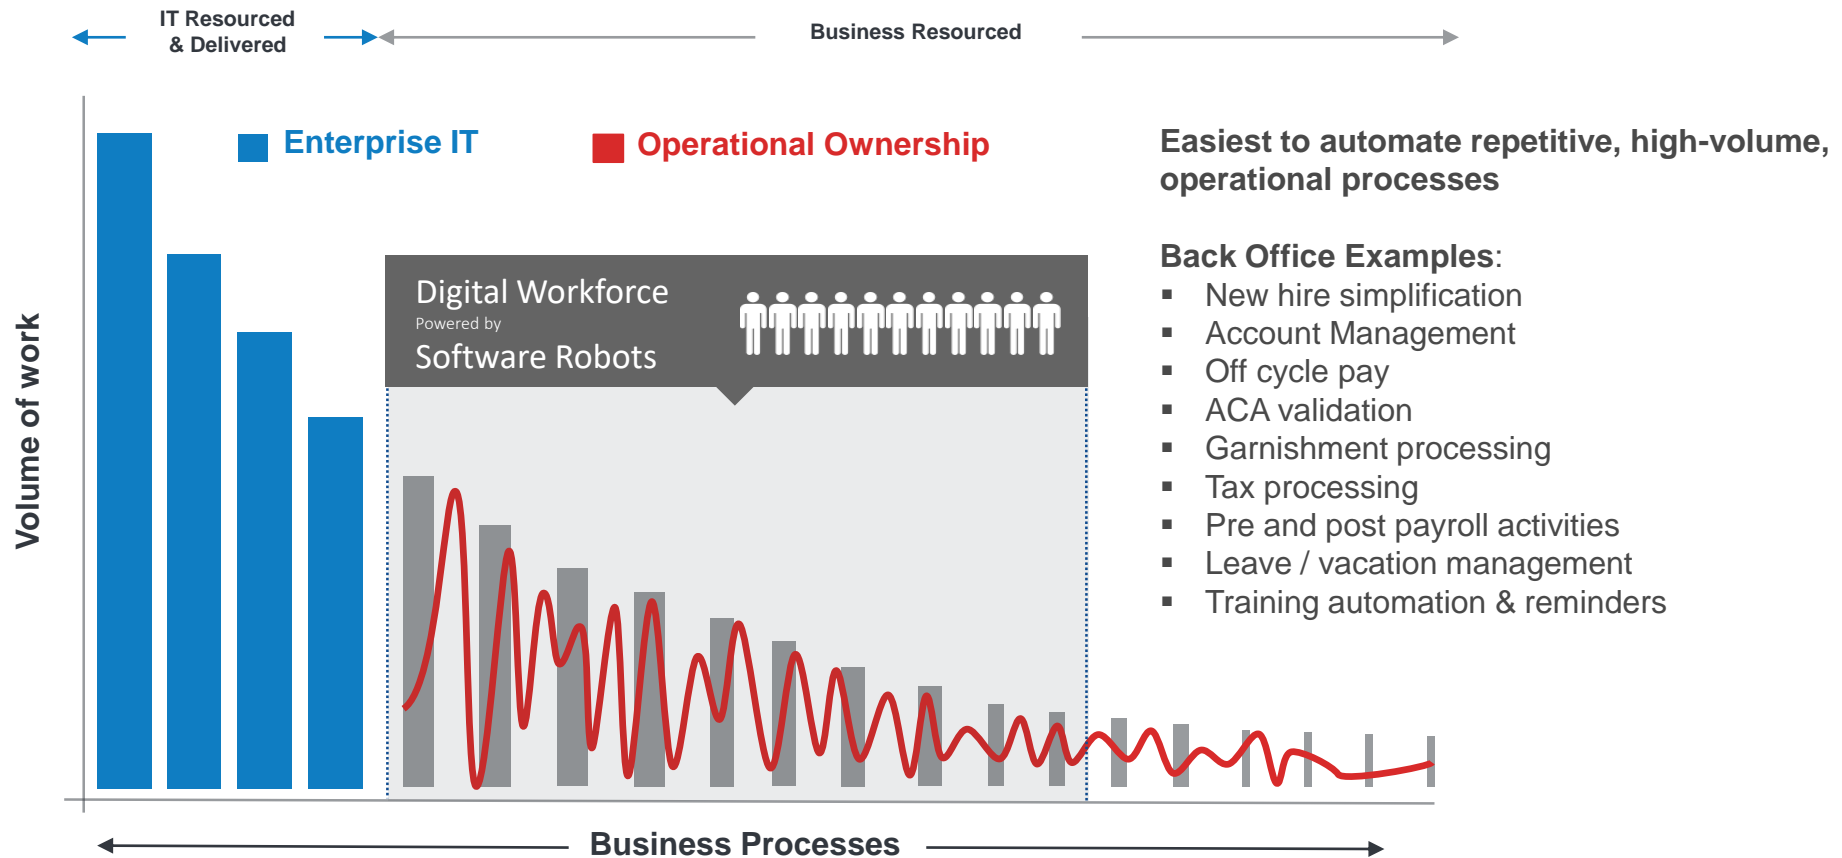 IT Resourced
& Delivered
Business Resourced
Enterprise IT
Operational Ownership
Easiest to automate repetitive, high-volume,
operational processes
Back Office Examples:
▪ New hire simplification
▪ Account Management
▪ Off cycle pay
▪ ACA validation
▪ Garnishment processing
▪ Tax processing
▪ Pre and post payroll activities
▪ Leave / vacation management
▪ Training automation & reminders
Digital Workforce
Powered by
Software Robots
Volume of work
Business Processes